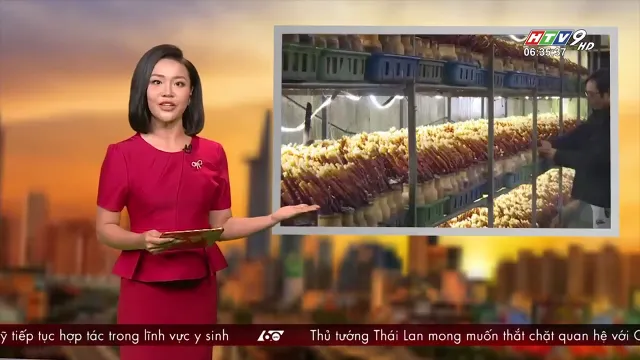 HTV9 HD
06:35:37
ỹ tiếp tục hợp tác trong lĩnh vực y sinh
60
Thủ tướng Thái Lan mong muốn thắt chặt quan hệ với C